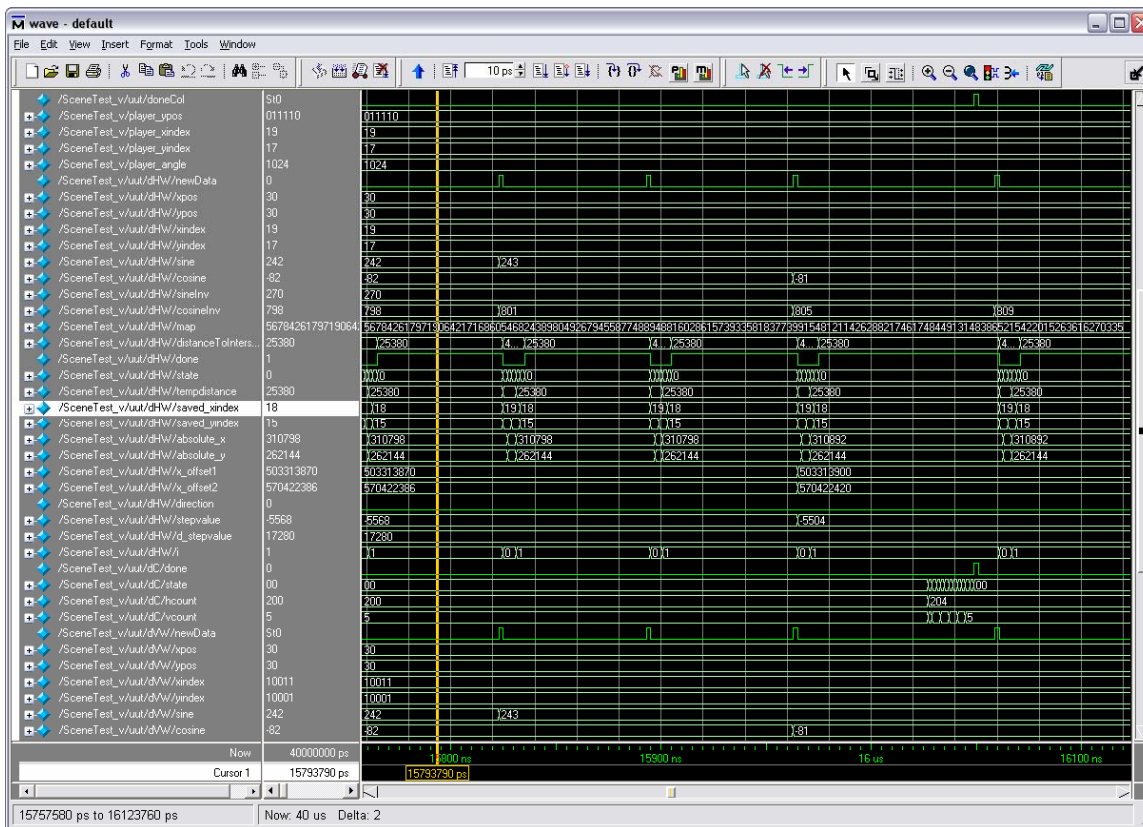 wave - default
File Edit View Insert Format Tools Window
10 ps
/SceneTest_v/uut/doneCol St0
/SceneTest_v/player_ypos 011110 011110
/SceneTest_v/player_xindex 19 19
/SceneTest_v/player_yindex 17 17
/SceneTest_v/player_angle 1024 1024
/SceneTest_v/uut/dHW/newData 0
/SceneTest_v/uut/dHW/xpos 30 30
/SceneTest_v/uut/dHW/ypos 30 30
/SceneTest_v/uut/dHW/xindex 19 19
/SceneTest_v/uut/dHW/yindex 17 17
/SceneTest_v/uut/dHW/sine 242 242 243
/SceneTest_v/uut/dHW/cosine -82 -82 -81
/SceneTest_v/uut/dHW/sineInv 270 270
/SceneTest_v/uut/dHW/cosineInv 798 798 801 805 809
/SceneTest_v/uut/dHW/map
/SceneTest_v/uut/dHW/distanceToInters... 25380 25380 4... 25380 4... 25380 4... 25380 4... 25380
/SceneTest_v/uut/dHW/done 1
/SceneTest_v/uut/dHW/state 0 0 0 0 0 0
/SceneTest_v/uut/dHW/tempdistance 25380 25380 25380 25380 25380 25380
/SceneTest_v/uut/dHW/saved_xindex 18 18 19 18 19 18 19 18 19 18
/SceneTest_v/uut/dHW/saved_yindex 15 15 15 15 15 15
/SceneTest_v/uut/dHW/absolute_x 310798 310798 310798 310798 310892 310892
/SceneTest_v/uut/dHW/absolute_y 262144 262144 262144 262144 262144 262144
/SceneTest_v/uut/dHW/x_offset1 503313870 503313870 503313900
/SceneTest_v/uut/dHW/x_offset2 570422386 570422386 570422420
/SceneTest_v/uut/dHW/direction 0
/SceneTest_v/uut/dHW/stepvalue -5568 -5568 -5504
/SceneTest_v/uut/dHW/d_stepvalue 17280 17280
/SceneTest_v/uut/dHW/i 1 1 0 1 0 1 0 1 0 1
/SceneTest_v/uut/dC/done 0
/SceneTest_v/uut/dC/state 00 00 00
/SceneTest_v/uut/dC/hcount 200 200 204
/SceneTest_v/uut/dC/vcount 5 5 5
/SceneTest_v/uut/dVW/newData St0
/SceneTest_v/uut/dVW/xpos 30 30
/SceneTest_v/uut/dVW/ypos 30 30
/SceneTest_v/uut/dVW/xindex 10011 10011
/SceneTest_v/uut/dVW/yindex 10001 10001
/SceneTest_v/uut/dVW/sine 242 242 243
/SceneTest_v/uut/dVW/cosine -82 -82 -81
Now 40000000 ps 15900 ns 16 us 16100 ns
Cursor 1 15793790 ps 15793790 ps
15757580 ps to 16123760 ps Now: 40 us Delta: 2